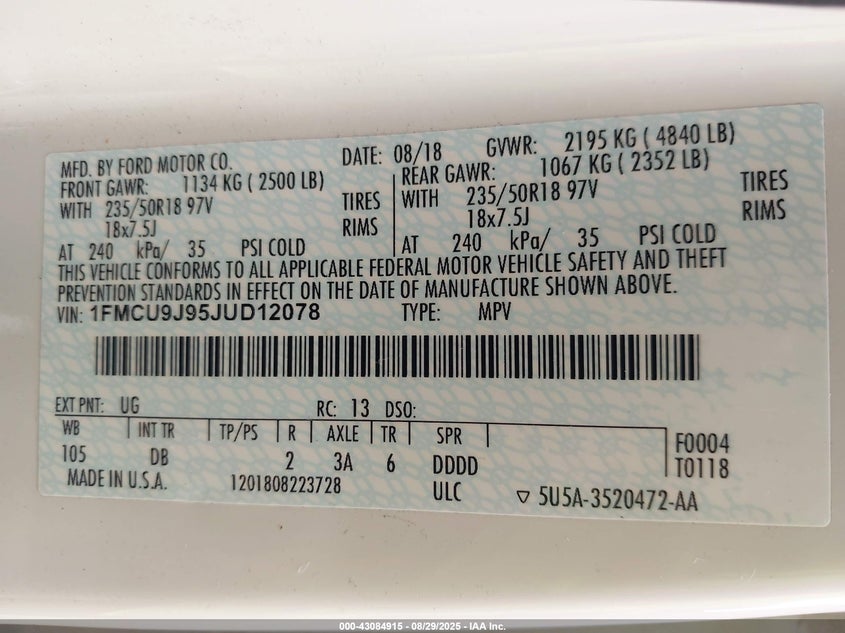 MFD. BY FORD MOTOR CO. DATE: 08/18 GVWR: 2195 KG ( 4840 LB)
FRONT GAWR: 1134 KG ( 2500 LB) REAR GAWR: 1067 KG ( 2352 LB)
WITH 235/50R18 97V TIRES WITH 235/50R18 97V TIRES
18x7.5J RIMS 18x7.5J RIMS
AT 240 kPa/ 35 PSI COLD AT 240 kPa/ 35 PSI COLD
THIS VEHICLE CONFORMS TO ALL APPLICABLE FEDERAL MOTOR VEHICLE SAFETY AND THEFT
PREVENTION STANDARDS IN EFFECT ON THE DATE OF MANUFACTURE SHOWN ABOVE.
VIN: 1FMCU9J95JUD12078 TYPE: MPV
EXT PNT: UG RC: 13 DSO:
WB INT TR TP/PS R AXLE TR SPR F0004
105 DB 2 3A 6 DDDD T0118
MADE IN U.S.A. 1201808223728 ULC ▽ 5U5A-3520472-AA
000-43084915 - 08/29/2025 - IAA Inc.